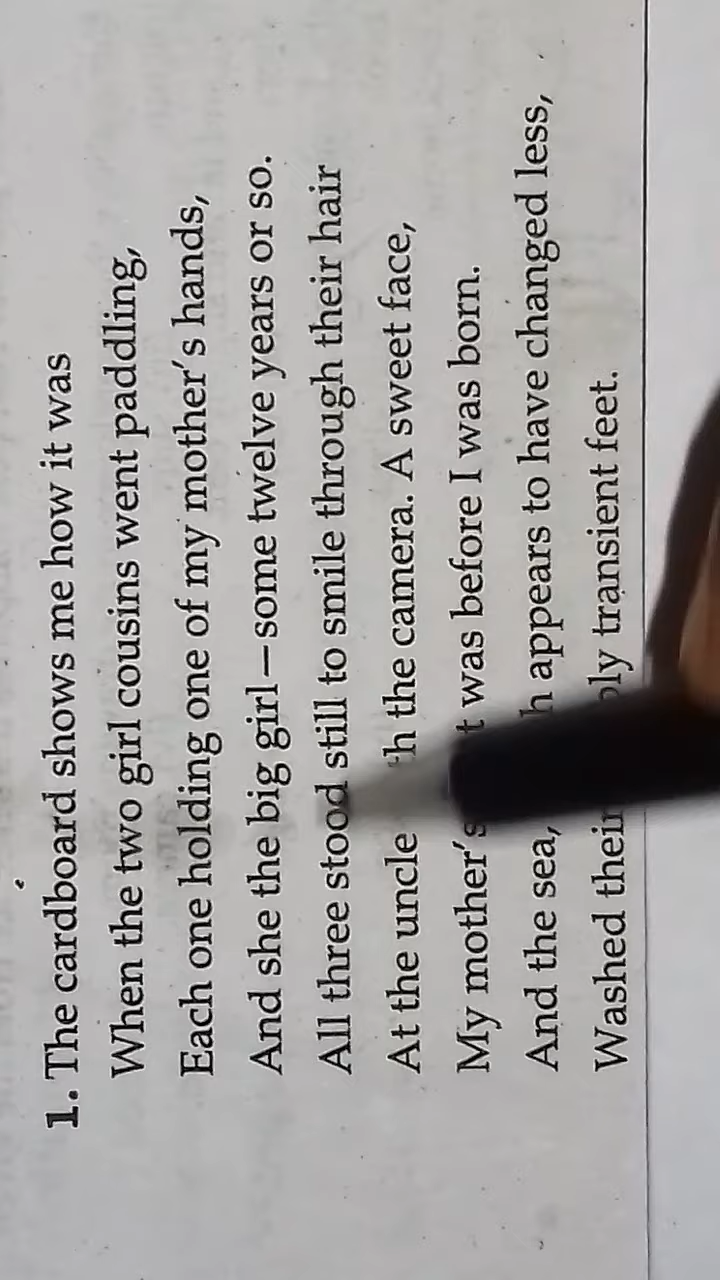 1. The cardboard shows me how it was
When the two girl cousins went paddling,
Each one holding one of my mother's hands,
And she the big girl—some twelve years or so.
All three stood still to smile through their hair
At the uncle the camera. A sweet face,
My mother's was before I was born.
And the sea, appears to have changed less,
Washed their transient feet.